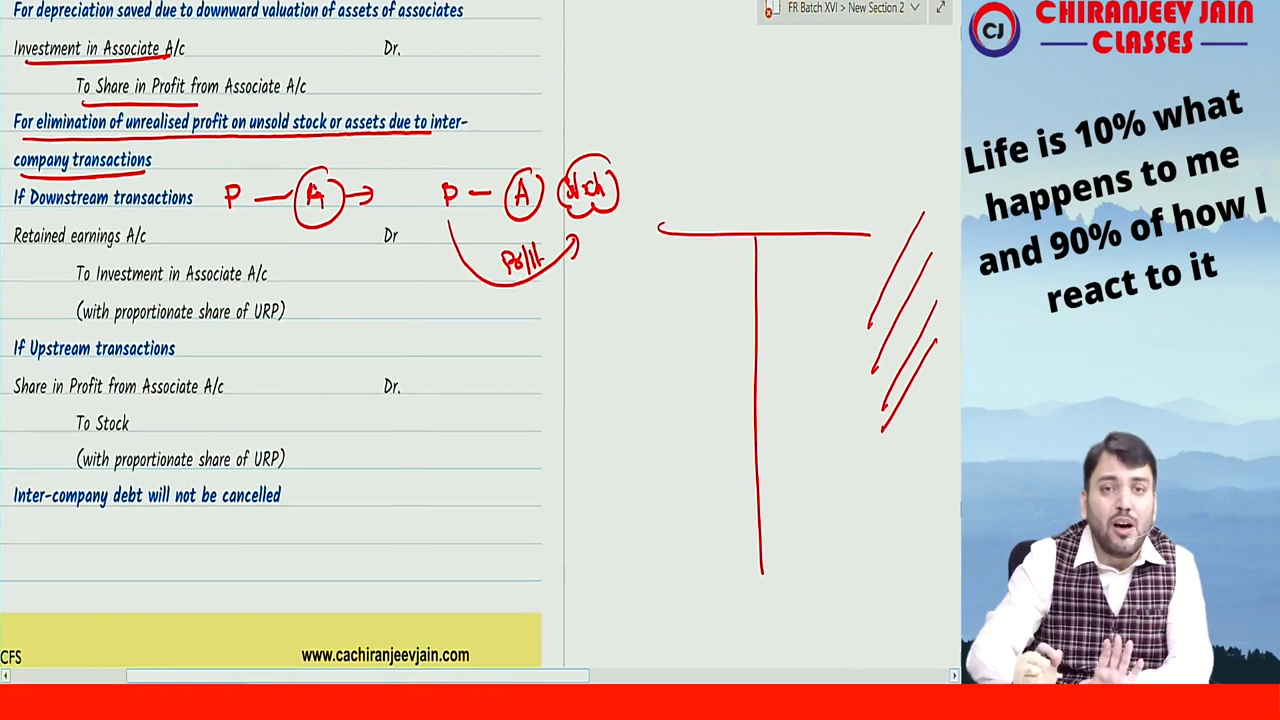 For depreciation saved due to downward valuation of assets of associates
Investment in Associate A/c Dr.
To Share in Profit from Associate A/c
For elimination of unrealised profit on unsold stock or assets due to inter-
company transactions
If Downstream transactions P — A → P — A Stock
Retained earnings A/c Dr
Profit
To Investment in Associate A/c
(with proportionate share of URP)
If Upstream transactions
Share in Profit from Associate A/c Dr.
To Stock
(with proportionate share of URP)
Inter-company debt will not be cancelled
CFS
www.cachiranjeevjain.com
FR Batch XVI > New Section 2
CJ
CHIRANJEEV JAIN
CLASSES
Life is 10% what
happens to me
and 90% of how I
react to it